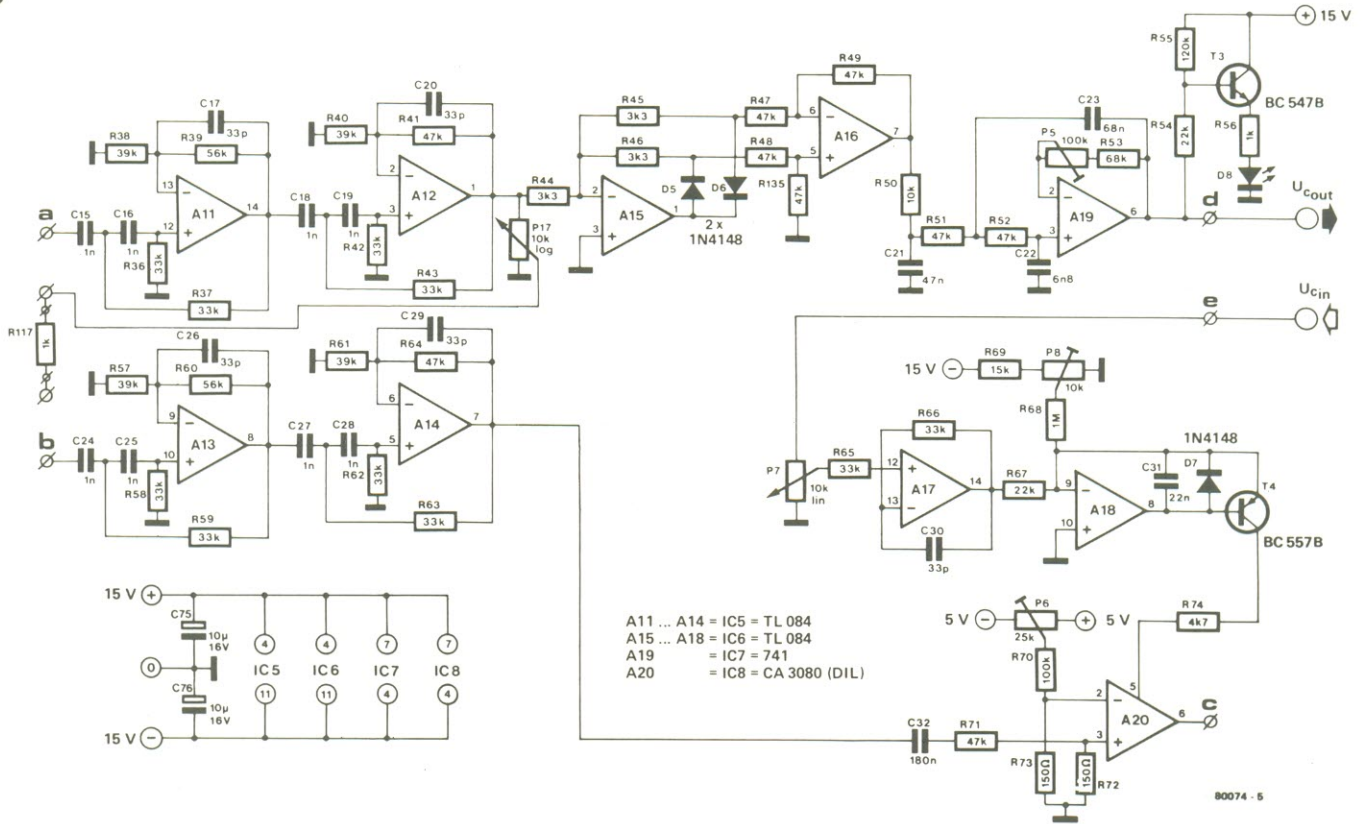 R38
39k
C17
33p
R39
56k
13
A11
14
12
a
C15
1n
C16
1n
R36
33k
R37
33k
C18
1n
C19
1n
R40
39k
C20
33p
R41
47k
2
A12
1
3
R42
33k
R43
33k
P17
10k
log
R44
3k3
R45
3k3
R46
3k3
2
A15
1
3
D5
D6
2 x
1N4148
R47
47k
R48
47k
R135
47k
R49
47k
6
A16
7
5
R50
10k
C21
47n
R51
47k
R52
47k
C22
6n8
C23
68n
P5
100k
R53
68k
2
A19
6
3
R55
120k
R54
22k
T3
BC 547B
R56
1k
D8
15 V
d
Ucout
e
Ucin
R117
1k
b
R57
39k
C26
33p
R60
56k
9
A13
8
10
C24
1n
C25
1n
R58
33k
R59
33k
C27
1n
C28
1n
R61
39k
C29
33p
R64
47k
6
A14
7
5
R62
33k
R63
33k
P7
10k
lin
R65
33k
R66
33k
12
A17
14
13
C30
33p
R67
22k
15 V
R69
15k
P8
10k
R68
1M
9
A18
8
10
C31
22n
1N4148
D7
T4
BC 557B
R74
4k7
15 V
C75
10µ
16V
0
C76
10µ
16V
15 V
4
IC5
11
4
IC6
11
7
IC7
4
7
IC8
4
A11 ... A14 = IC5 = TL 084
A15 ... A18 = IC6 = TL 084
A19 = IC7 = 741
A20 = IC8 = CA 3080 (DIL)
5 V
P6
25k
5 V
R70
100k
C32
180n
R71
47k
2
5
A20
6
3
c
R73
150Ω
150Ω
R72
80074 - 5